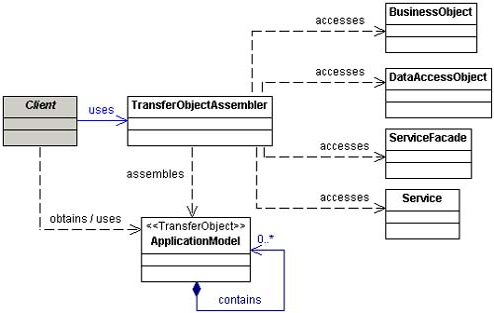 accesses
BusinessObject
accesses
DataAccessObject
Client
uses
TransferObjectAssembler
accesses
ServiceFacade
assembles
accesses
Service
obtains / uses
<<TransferObject>>
ApplicationModel
0..*
contains